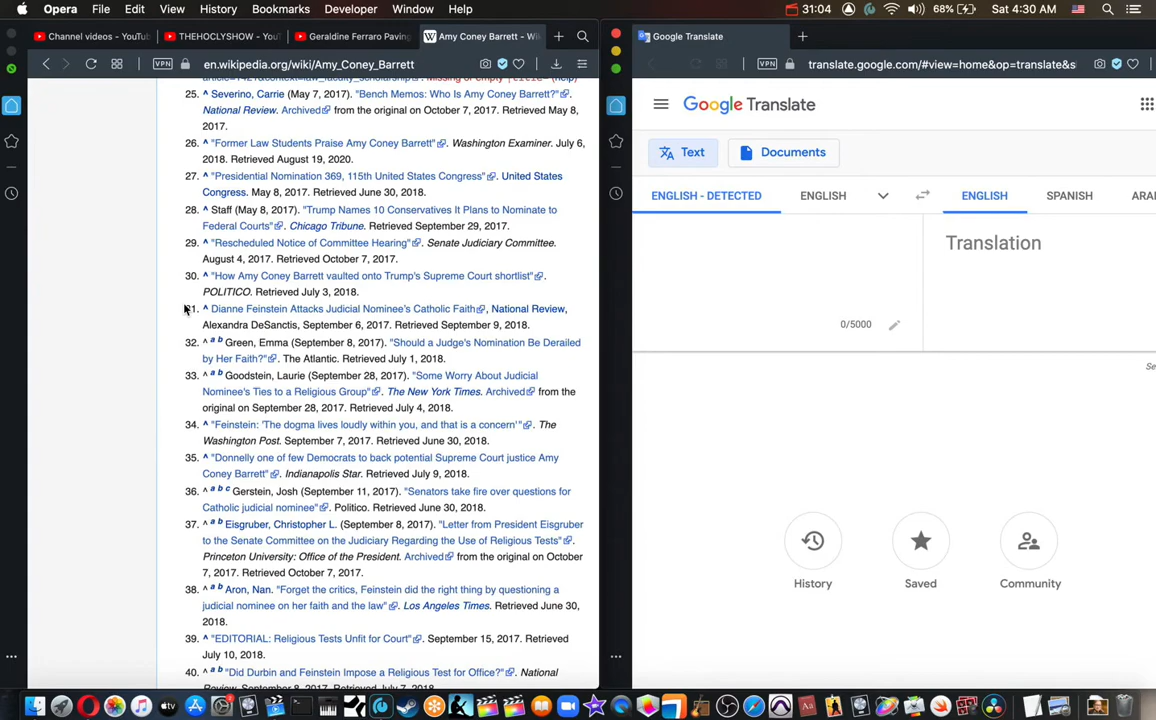 Opera File Edit View History Bookmarks Developer Window Help 31:04 68% Sat 4:30 AM
Channel videos - YouTub
THEHOCLYSHOW - YouT
Geraldine Ferraro Paving
Amy Coney Barrett - Wik
Google Translate
VPN en.wikipedia.org/wiki/Amy_Coney_Barrett
VPN translate.google.com/#view=home&op=translate&s
25. ^ Severino, Carrie (May 7, 2017). "Bench Memos: Who Is Amy Coney Barrett?".
National Review. Archived from the original on October 7, 2017. Retrieved May 8,
2017.
26. ^ "Former Law Students Praise Amy Coney Barrett". Washington Examiner. July 6,
2018. Retrieved August 19, 2020.
27. ^ "Presidential Nomination 369, 115th United States Congress". United States
Congress. May 8, 2017. Retrieved June 30, 2018.
28. ^ Staff (May 8, 2017). "Trump Names 10 Conservatives It Plans to Nominate to
Federal Courts". Chicago Tribune. Retrieved September 29, 2017.
29. ^ "Rescheduled Notice of Committee Hearing". Senate Judiciary Committee.
August 4, 2017. Retrieved October 7, 2017.
30. ^ "How Amy Coney Barrett vaulted onto Trump's Supreme Court shortlist".
POLITICO. Retrieved July 3, 2018.
31. ^ Dianne Feinstein Attacks Judicial Nominee's Catholic Faith, National Review,
Alexandra DeSanctis, September 6, 2017. Retrieved September 9, 2018.
32. ^ a b Green, Emma (September 8, 2017). "Should a Judge's Nomination Be Derailed
by Her Faith?". The Atlantic. Retrieved July 1, 2018.
33. ^ a b Goodstein, Laurie (September 28, 2017). "Some Worry About Judicial
Nominee's Ties to a Religious Group". The New York Times. Archived from the
original on September 28, 2017. Retrieved July 4, 2018.
34. ^ "Feinstein: 'The dogma lives loudly within you, and that is a concern'". The
Washington Post. September 7, 2017. Retrieved June 30, 2018.
35. ^ "Donnelly one of few Democrats to back potential Supreme Court justice Amy
Coney Barrett". Indianapolis Star. Retrieved July 9, 2018.
36. ^ a b c Gerstein, Josh (September 11, 2017). "Senators take fire over questions for
Catholic judicial nominee". Politico. Retrieved June 30, 2018.
37. ^ a b Eisgruber, Christopher L. (September 8, 2017). "Letter from President Eisgruber
to the Senate Committee on the Judiciary Regarding the Use of Religious Tests".
Princeton University: Office of the President. Archived from the original on October
7, 2017. Retrieved October 7, 2017.
38. ^ a b Aron, Nan. "Forget the critics, Feinstein did the right thing by questioning a
judicial nominee on her faith and the law". Los Angeles Times. Retrieved June 30,
2018.
39. ^ "EDITORIAL: Religious Tests Unfit for Court". September 15, 2017. Retrieved
July 10, 2018.
40. ^ a b "Did Durbin and Feinstein Impose a Religious Test for Office?". National
Google Translate
Text
Documents
ENGLISH - DETECTED
ENGLISH
ENGLISH
SPANISH
ARA
Translation
0/5000
Se
History
Saved
Community